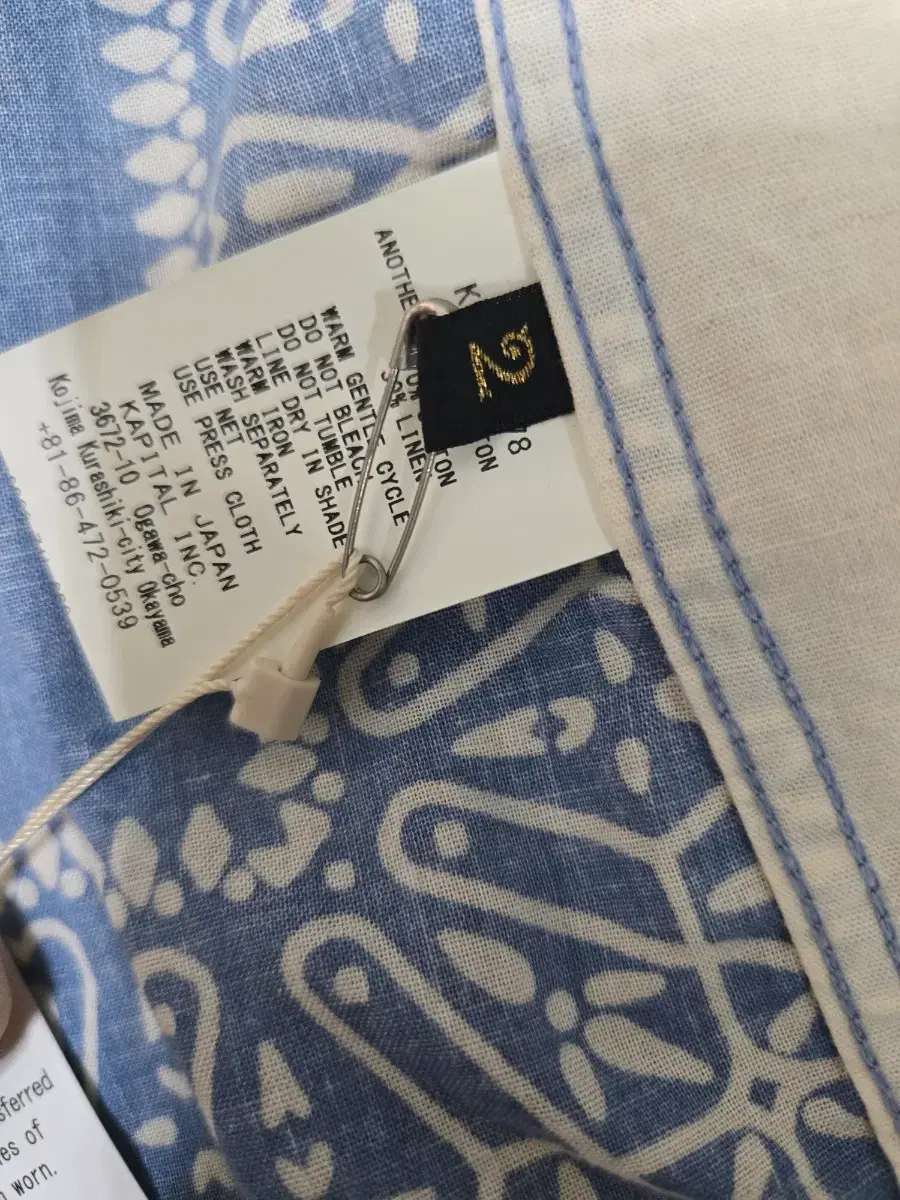 2
K
78
ANOTHE
TON
TON
LINEN
WARM GENTLE CYCLE
DO NOT BLEACH
DO NOT TUMBLE
LINE DRY IN SHADE
WARM IRON
WASH SEPARATELY
USE NET
USE PRESS CLOTH
MADE IN JAPAN
KAPITAL INC.
3672-10 Ogawa-cho
Kojima Kurashiki-city Okayama
+81-86-472-0539
sferred
es of
worn.